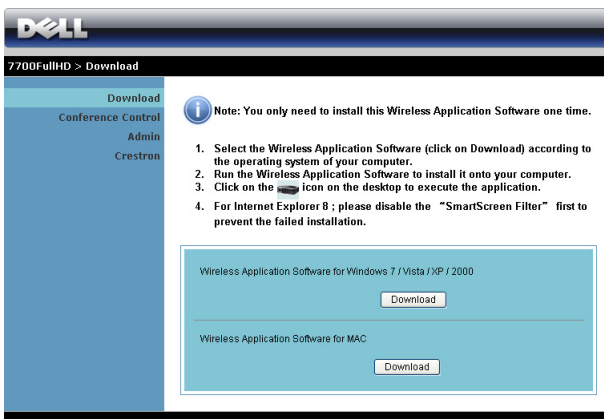 DELL
7700FullHD > Download
Download
Conference Control
Admin
Crestron
Note: You only need to install this Wireless Application Software one time.
1. Select the Wireless Application Software (click on Download) according to
the operating system of your computer.
2. Run the Wireless Application Software to install it onto your computer.
3. Click on the icon on the desktop to execute the application.
4. For Internet Explorer 8 ; please disable the “SmartScreen Filter” first to
prevent the failed installation.
Wireless Application Software for Windows 7 / Vista / XP / 2000
Download
Wireless Application Software for MAC
Download